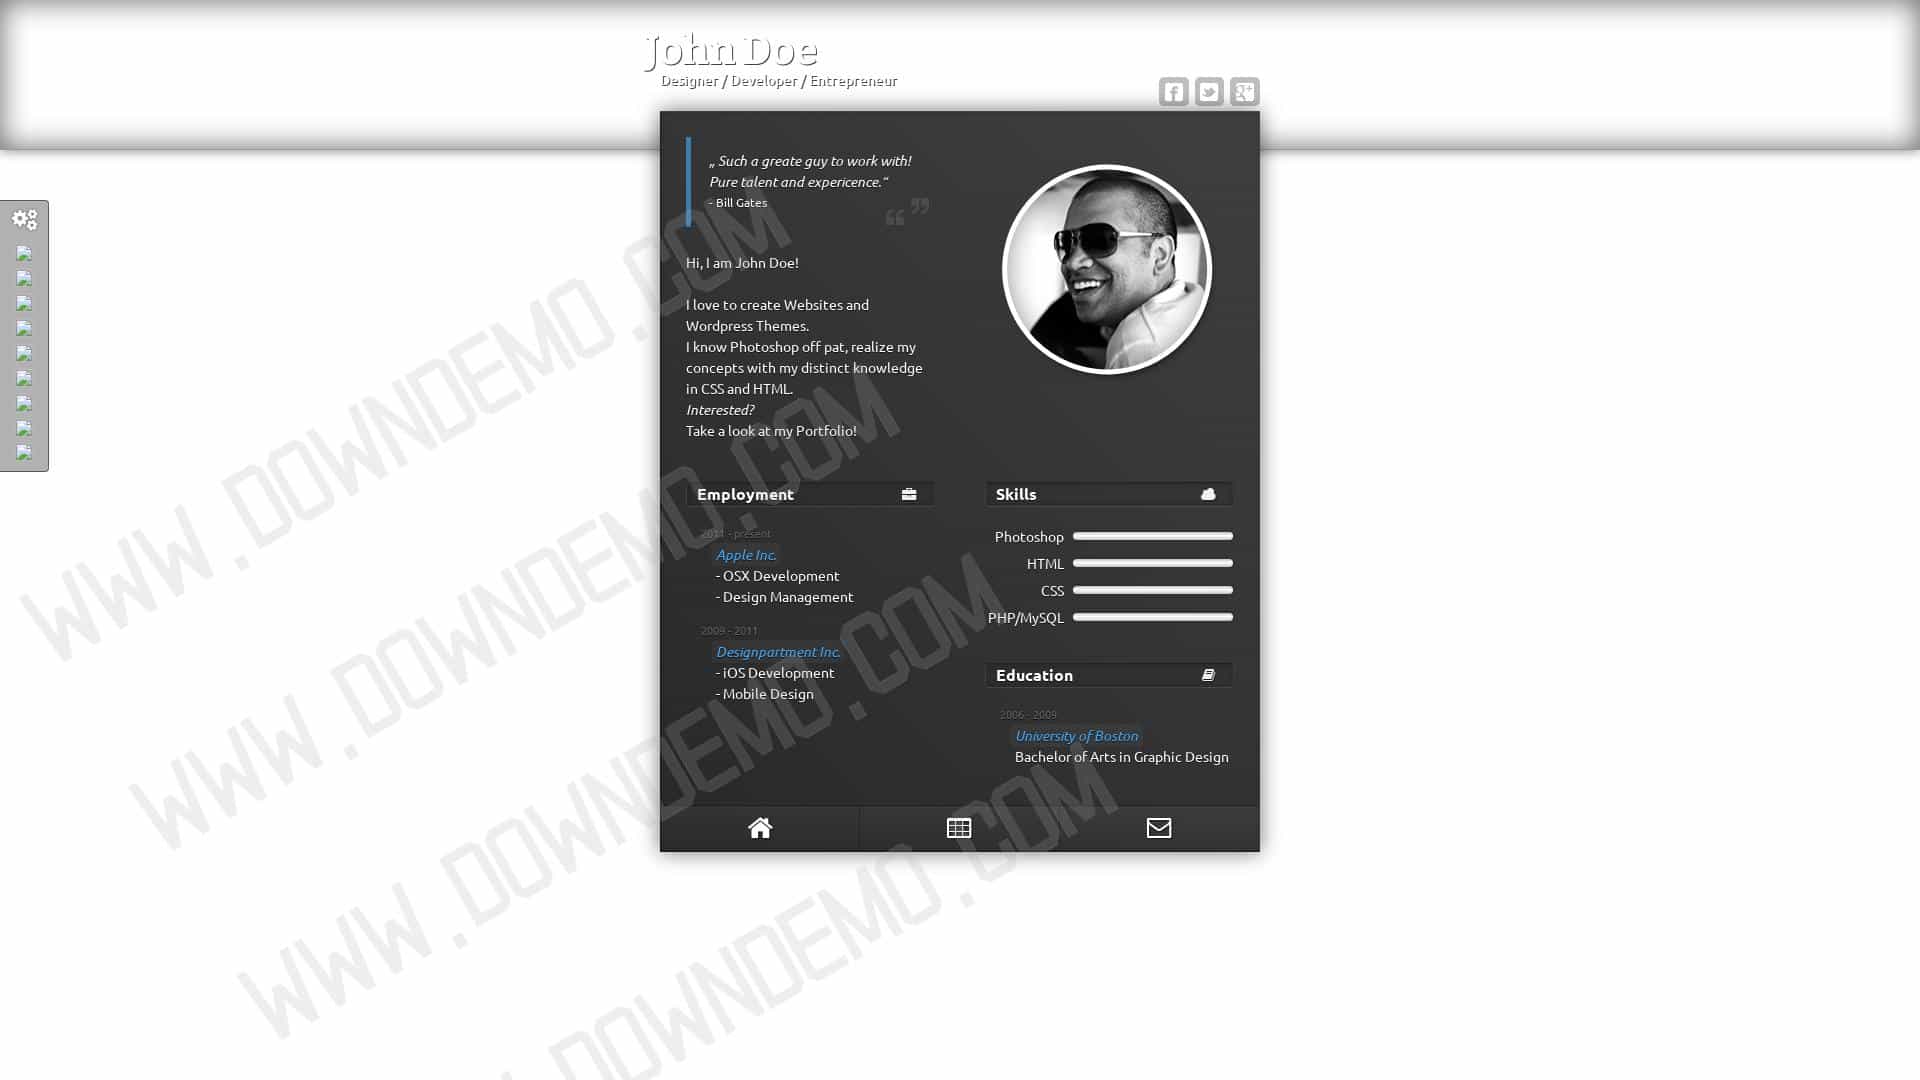 John Doe
Designer / Developer / Entrepreneur
„ Such a greate guy to work with!
Pure talent and expericence.“
- Bill Gates
Hi, I am John Doe!
I love to create Websites and
Wordpress Themes.
I know Photoshop off pat, realize my
concepts with my distinct knowledge
in CSS and HTML.
Interested?
Take a look at my Portfolio!
Employment
2011 - present
Apple Inc.
- OSX Development
- Design Management
2009 - 2011
Designpartment Inc.
- iOS Development
- Mobile Design
Skills
Photoshop
HTML
CSS
PHP/MySQL
Education
2006 - 2009
University of Boston
Bachelor of Arts in Graphic Design
WWW.DOWNDEMO.COM
WWW.DOWNDEMO.COM
WWW.DOWNDEMO.COM
DOWNDEMO.COM